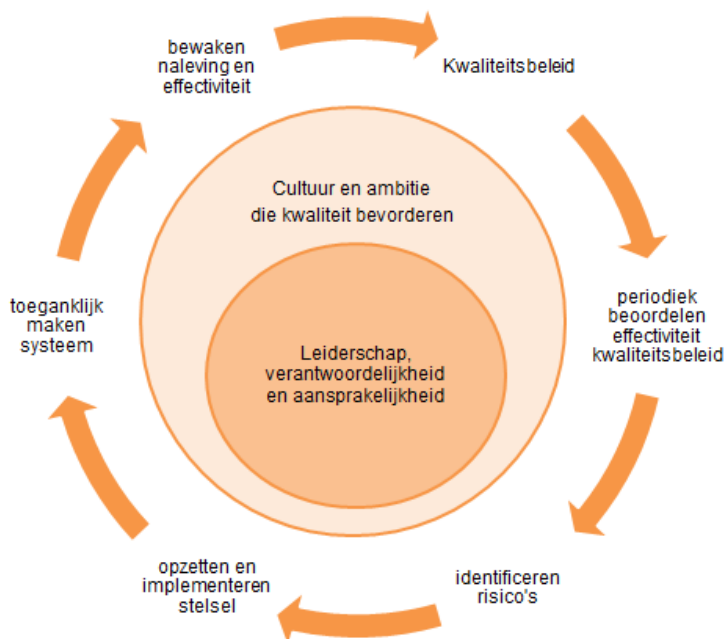 bewaken
naleving en
effectiviteit
Kwaliteitsbeleid
periodiek
beoordelen
effectiviteit
kwaliteitsbeleid
identificeren
risico's
opzetten en
implementeren
stelsel
toeganklijk
maken
systeem
Cultuur en ambitie
die kwaliteit bevorderen
Leiderschap,
verantwoordelijkheid
en aansprakelijkheid